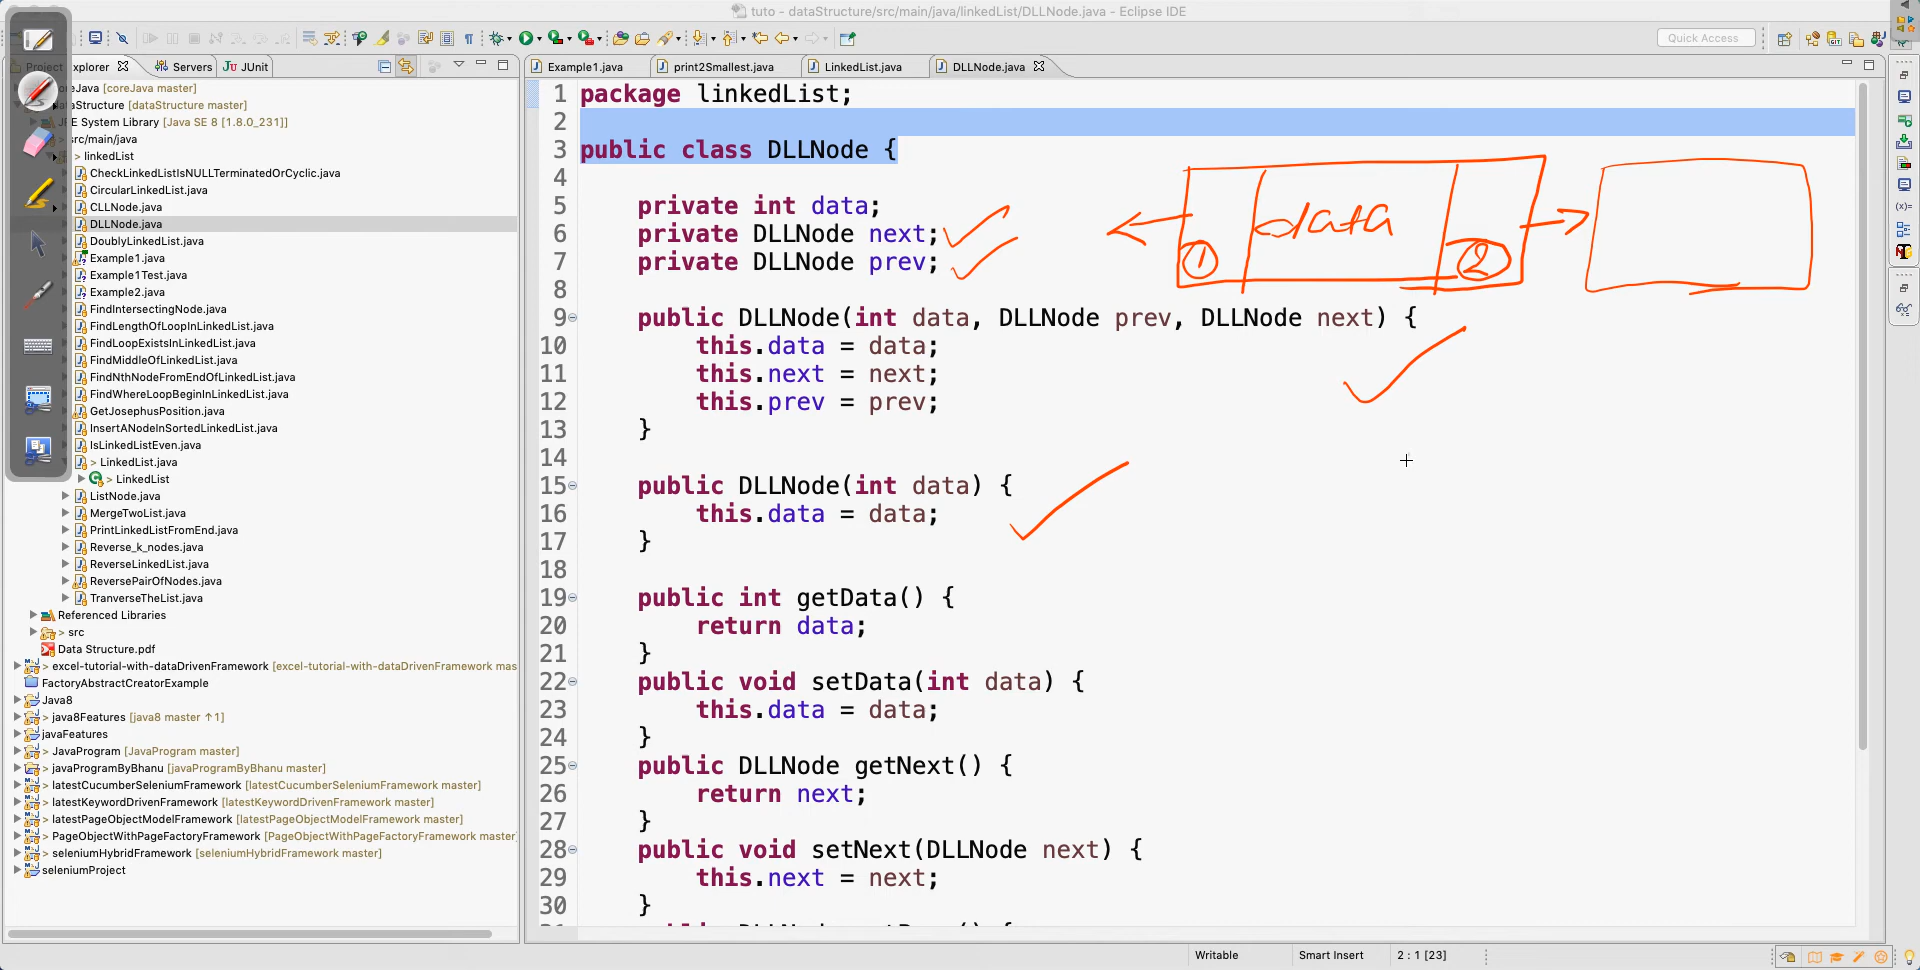 tuto - dataStructure/src/main/java/linkedList/DLLNode.java - Eclipse IDE
Quick Access
Project Explorer
Servers
JUnit
Example1.java
print2Smallest.java
LinkedList.java
DLLNode.java
coreJava [coreJava master]
dataStructure [dataStructure master]
JRE System Library [Java SE 8 [1.8.0_231]]
src/main/java
> linkedList
CheckLinkedListIsNULLTerminatedOrCyclic.java
CircularLinkedList.java
CLLNode.java
DLLNode.java
DoublyLinkedList.java
Example1.java
Example1Test.java
Example2.java
FindIntersectingNode.java
FindLengthOfLoopInLinkedList.java
FindLoopExistsInLinkedList.java
FindMiddleOfLinkedList.java
FindNthNodeFromEndOfLinkedList.java
FindWhereLoopBeginInLinkedList.java
GetJosephusPosition.java
InsertANodeInSortedLinkedList.java
IsLinkedListEven.java
> LinkedList.java
> LinkedList
ListNode.java
MergeTwoList.java
PrintLinkedListFromEnd.java
Reverse_k_nodes.java
ReverseLinkedList.java
ReversePairOfNodes.java
TranverseTheList.java
Referenced Libraries
> src
Data Structure.pdf
> excel-tutorial-with-dataDrivenFramework [excel-tutorial-with-dataDrivenFramework mas
FactoryAbstractCreatorExample
Java8
> java8Features [java8 master ↑1]
javaFeatures
> JavaProgram [JavaProgram master]
> javaProgramByBhanu [javaProgramByBhanu master]
> latestCucumberSeleniumFramework [latestCucumberSeleniumFramework master]
> latestKeywordDrivenFramework [latestKeywordDrivenFramework master]
> latestPageObjectModelFramework [latestPageObjectModelFramework master]
> PageObjectWithPageFactoryFramework [PageObjectWithPageFactoryFramework master
> seleniumHybridFramework [seleniumHybridFramework master]
seleniumProject
1 package linkedList;
2
3 public class DLLNode {
4
5 private int data;
6 private DLLNode next;
7 private DLLNode prev;
8
9 public DLLNode(int data, DLLNode prev, DLLNode next) {
10 this.data = data;
11 this.next = next;
12 this.prev = prev;
13 }
14
15 public DLLNode(int data) {
16 this.data = data;
17 }
18
19 public int getData() {
20 return data;
21 }
22 public void setData(int data) {
23 this.data = data;
24 }
25 public DLLNode getNext() {
26 return next;
27 }
28 public void setNext(DLLNode next) {
29 this.next = next;
30 }
data
1
2
Writable
Smart Insert
2 : 1 [23]